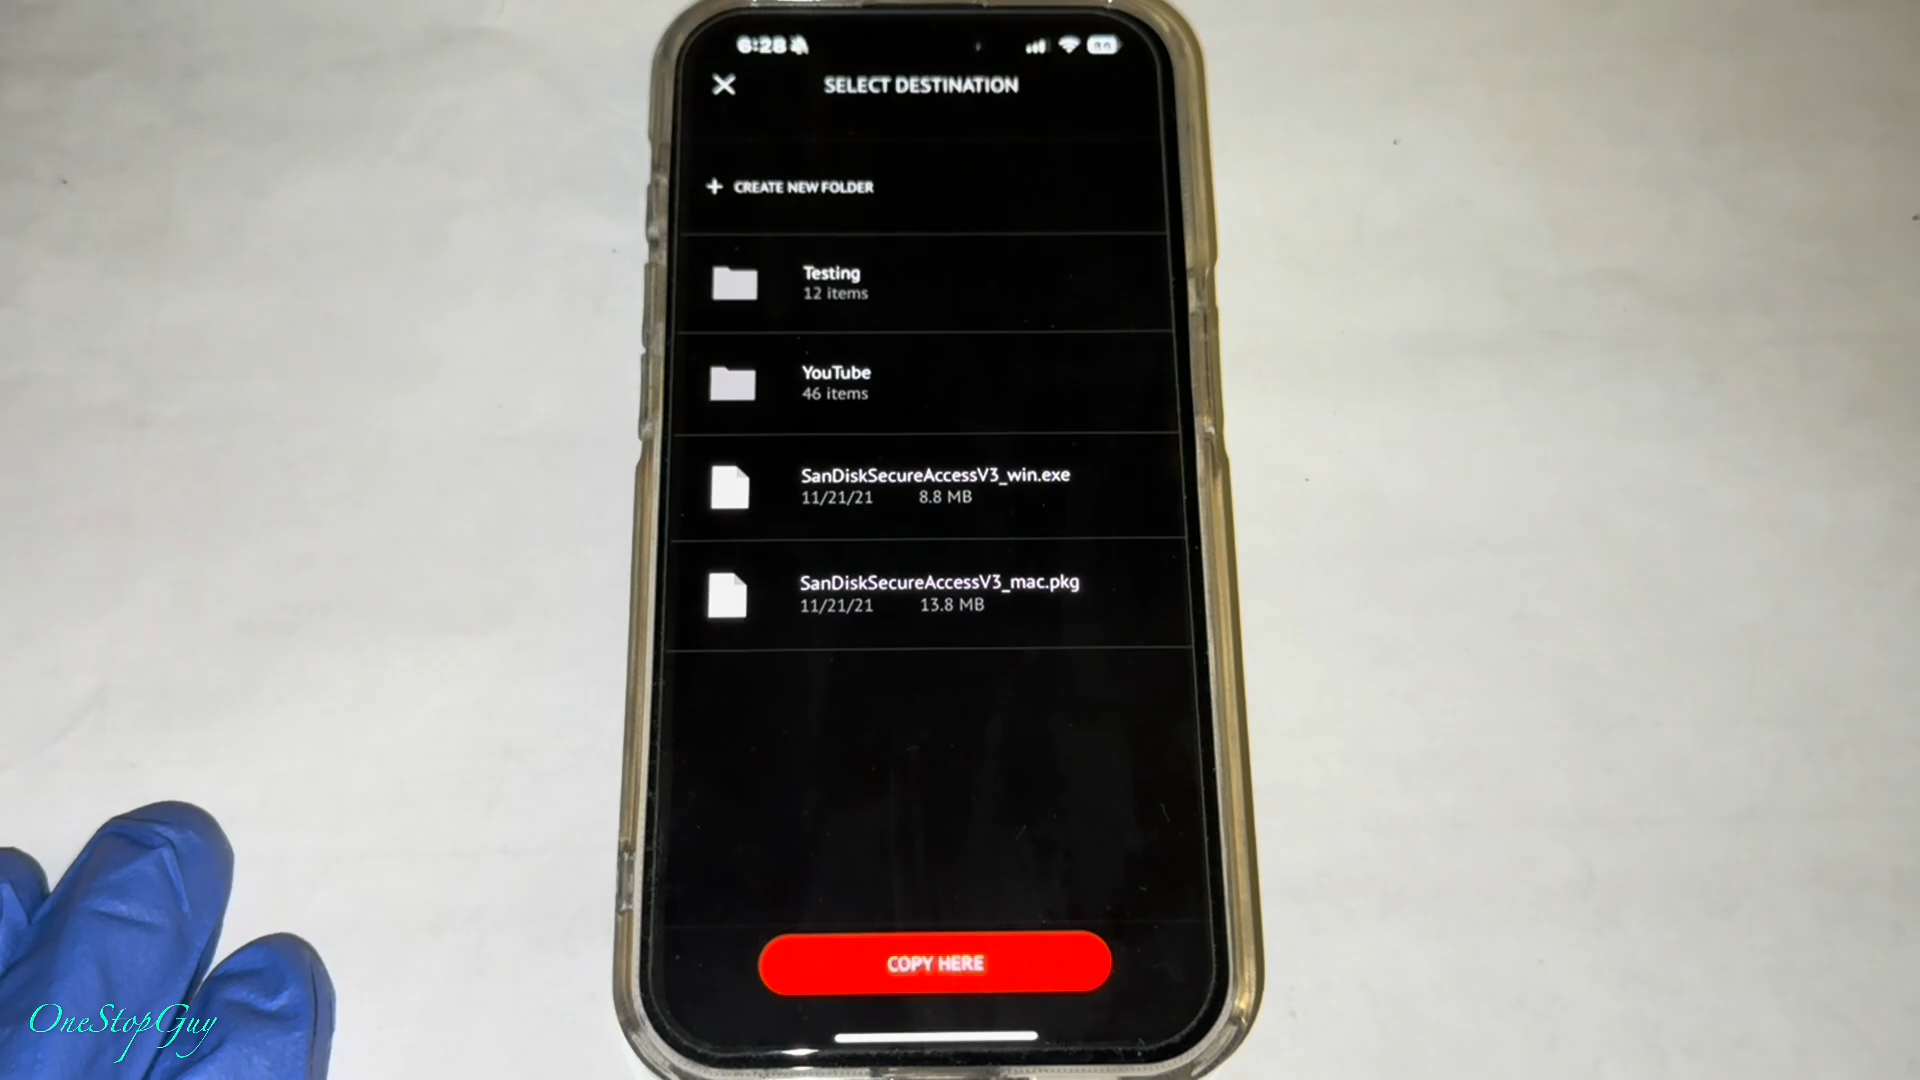 6:28
SELECT DESTINATION
+ CREATE NEW FOLDER
Testing
12 items
YouTube
46 items
SanDiskSecureAccessV3_win.exe
11/21/21 8.8 MB
SanDiskSecureAccessV3_mac.pkg
11/21/21 13.8 MB
COPY HERE
OneStopGuy